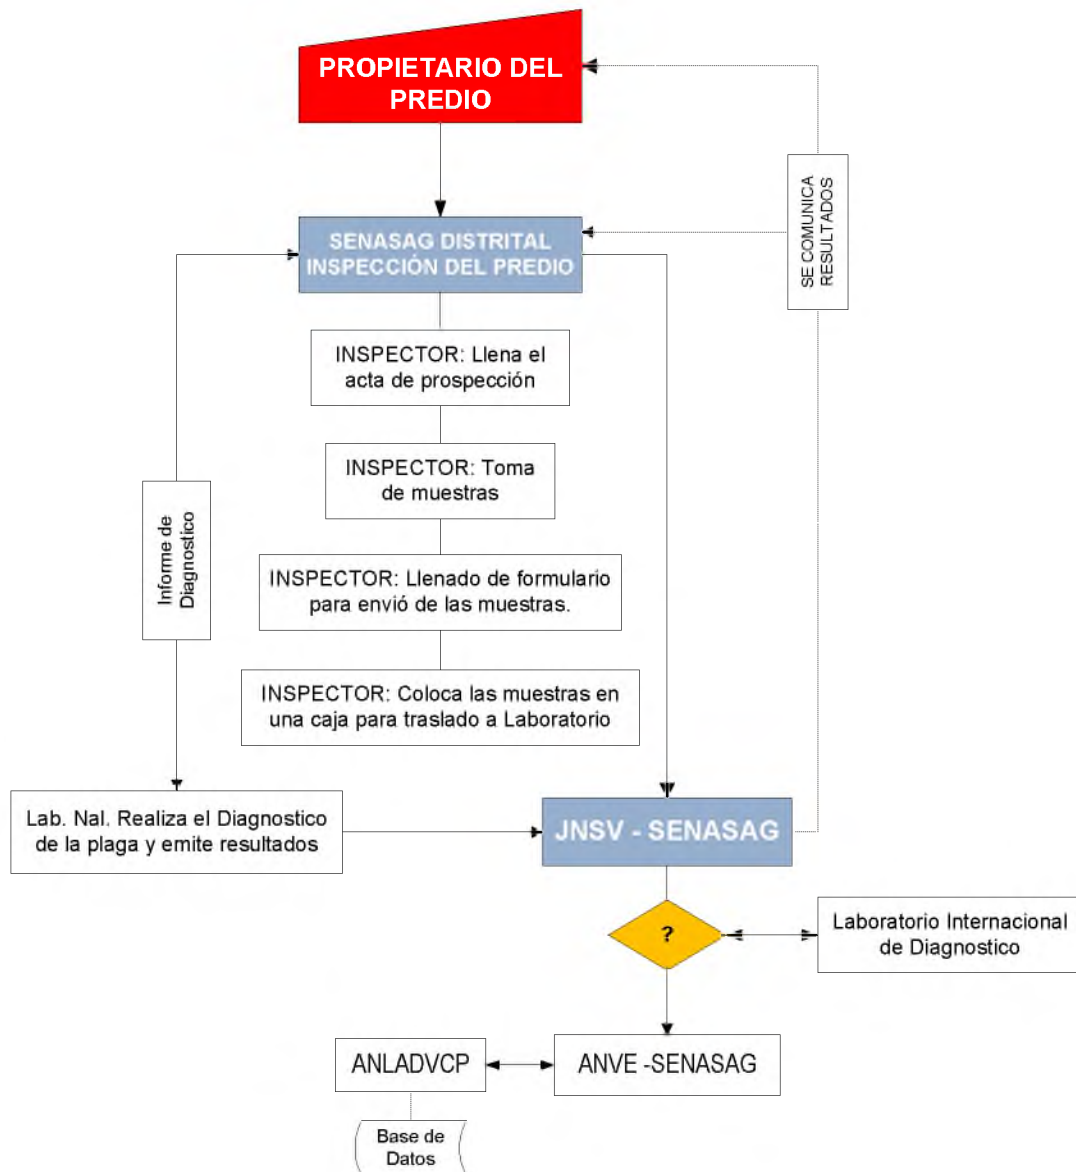 PROPIETARIO DEL
PREDIO
SE COMUNICA
RESULTADOS
SENASAG DISTRITAL
INSPECCIÓN DEL PREDIO
INSPECTOR: Llena el
acta de prospección
INSPECTOR: Toma
de muestras
Informe de
Diagnostico
INSPECTOR: Llenado de formulario
para envió de las muestras.
INSPECTOR: Coloca las muestras en
una caja para traslado a Laboratorio
Lab. Nal. Realiza el Diagnostico
de la plaga y emite resultados
JNSV - SENASAG
?
Laboratorio Internacional
de Diagnostico
ANLADVCP
ANVE -SENASAG
Base de
Datos